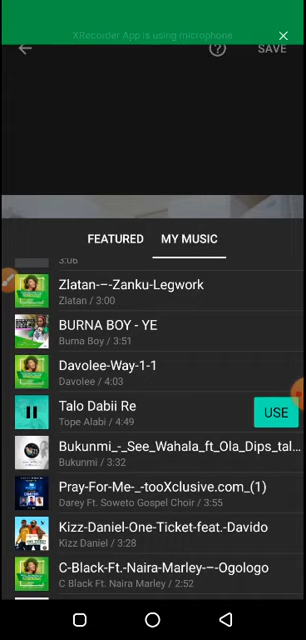 XRecorder App is using microphone
SAVE
FEATURED MY MUSIC
3:06
Zlatan-–-Zanku-Legwork
Zlatan / 3:00
BURNA BOY - YE
Burna Boy / 3:51
Davolee-Way-1-1
Davolee / 4:03
Talo Dabii Re
Tope Alabi / 4:49
USE
Bukunmi_-_See_Wahala_ft_Ola_Dips_tal...
Bukunmi / 3:32
Pray-For-Me-_-tooXclusive.com_(1)
Darey Ft. Soweto Gospel Choir / 3:55
Kizz-Daniel-One-Ticket-feat.-Davido
Kizz Daniel / 3:28
C-Black-Ft.-Naira-Marley-–-Ogologo
C Black Ft. Naira Marley / 2:52